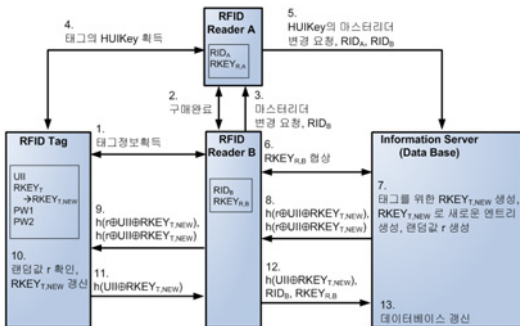 4.
태그의 HUIKey 획득
RFID
Reader A
RID_A
RKEY_R,A
5.
HUIKey의 마스터리더
변경 요청, RID_A, RID_B
2.
구매완료
3.
마스터리더
변경 요청, RID_B
RFID Tag
UII
RKEY_T
→RKEY_T,NEW
PW1
PW2
10.
랜덤값 r 확인,
RKEY_T,NEW 갱신
1.
태그정보획득
9.
h(r⊕UII⊕RKEY_T,NEW),
h(r⊕UII⊕RKEY_T,NEW)
11.
h(UII⊕RKEY_T,NEW)
RFID
Reader B
RID_B
RKEY_R,B
6.
RKEY_R,B 협상
8.
h(r⊕UII⊕RKEY_T,NEW),
h(r⊕UII⊕RKEY_T,NEW)
12.
h(UII⊕RKEY_T,NEW),
RID_B, RKEY_R,B
Information Server
(Data Base)
7.
태그를 위한 RKEY_T,NEW 생성,
RKEY_T,NEW 로 새로운 엔트리
생성, 랜덤값 r 생성
13.
데이터베이스 갱신